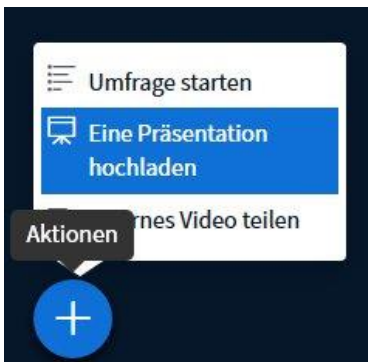 Umfrage starten
Eine Präsentation
hochladen
Video teilen
Aktionen